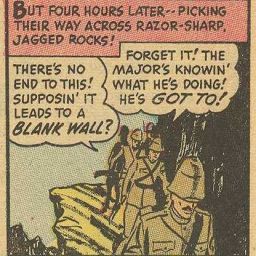 BUT FOUR HOURS LATER--PICKING
THEIR WAY ACROSS RAZOR-SHARP,
JAGGED ROCKS!
THERE'S NO
END TO THIS!
SUPPOSIN' IT
LEADS TO A
BLANK WALL?
FORGET IT! THE
MAJOR'S KNOWIN'
WHAT HE'S DOING!
HE'S GOT TO!